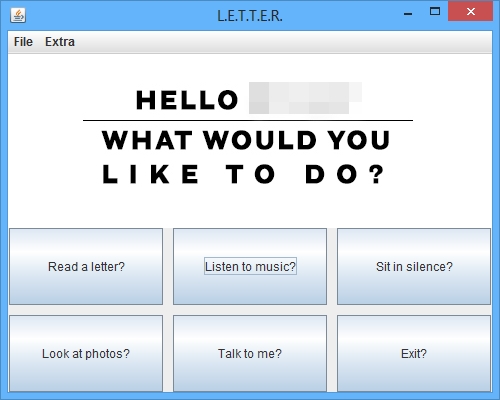 L.E.T.T.E.R.
File Extra
HELLO
WHAT WOULD YOU
LIKE TO DO?
Read a letter? Listen to music? Sit in silence?
Look at photos? Talk to me? Exit?